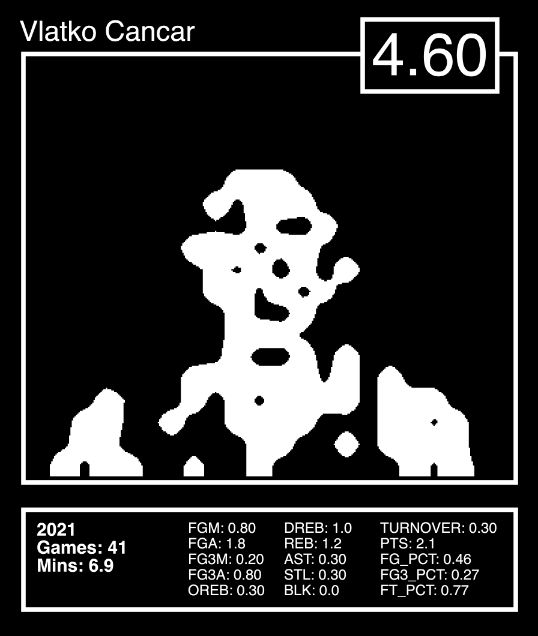 Vlatko Cancar
4.60
2021
Games: 41
Mins: 6.9
FGM: 0.80
FGA: 1.8
FG3M: 0.20
FG3A: 0.80
OREB: 0.30
DREB: 1.0
REB: 1.2
AST: 0.30
STL: 0.30
BLK: 0.0
TURNOVER: 0.30
PTS: 2.1
FG_PCT: 0.46
FG3_PCT: 0.27
FT_PCT: 0.77